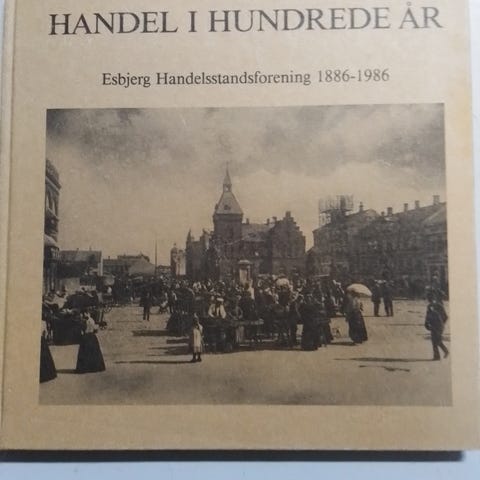 HANDEL I HUNDREDE ÅR
Esbjerg Handelsstandsforening 1886-1986